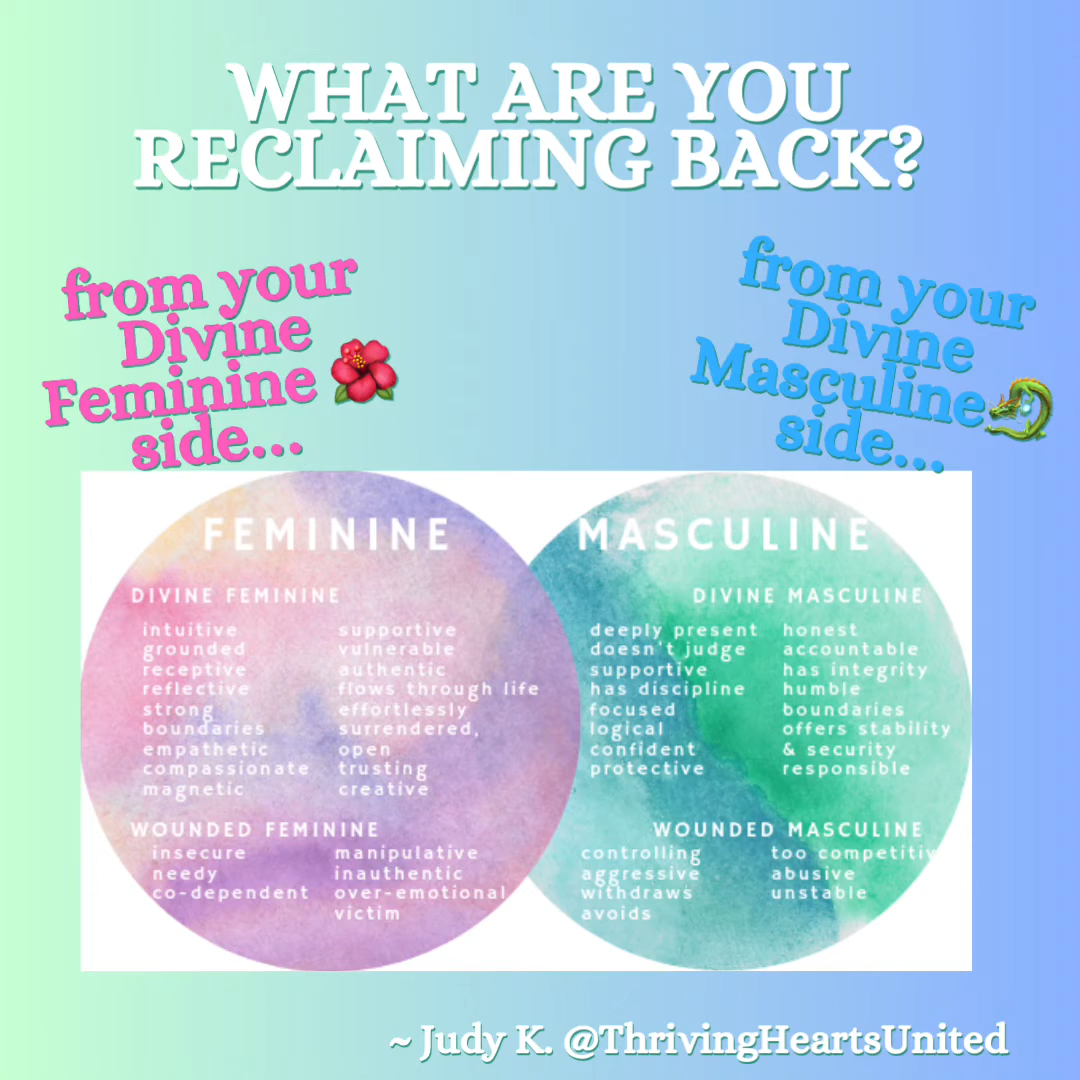 WHAT ARE YOU
RECLAIMING BACK?
from your
Divine
Feminine
side...
from your
Divine
Masculine
side...
FEMININE
DIVINE FEMININE
intuitive
grounded
receptive
reflective
strong
boundaries
empathetic
compassionate
magnetic
supportive
vulnerable
authentic
flows through life
effortlessly
surrendered,
open
trusting
creative
WOUNDED FEMININE
insecure
needy
co-dependent
manipulative
inauthentic
over-emotional
victim
MASCULINE
DIVINE MASCULINE
deeply present
doesn't judge
supportive
has discipline
focused
logical
confident
protective
honest
accountable
has integrity
humble
boundaries
offers stability
& security
responsible
WOUNDED MASCULINE
controlling
aggressive
withdraws
avoids
too competitiv
abusive
unstable
~ Judy K. @ThrivingHeartsUnited